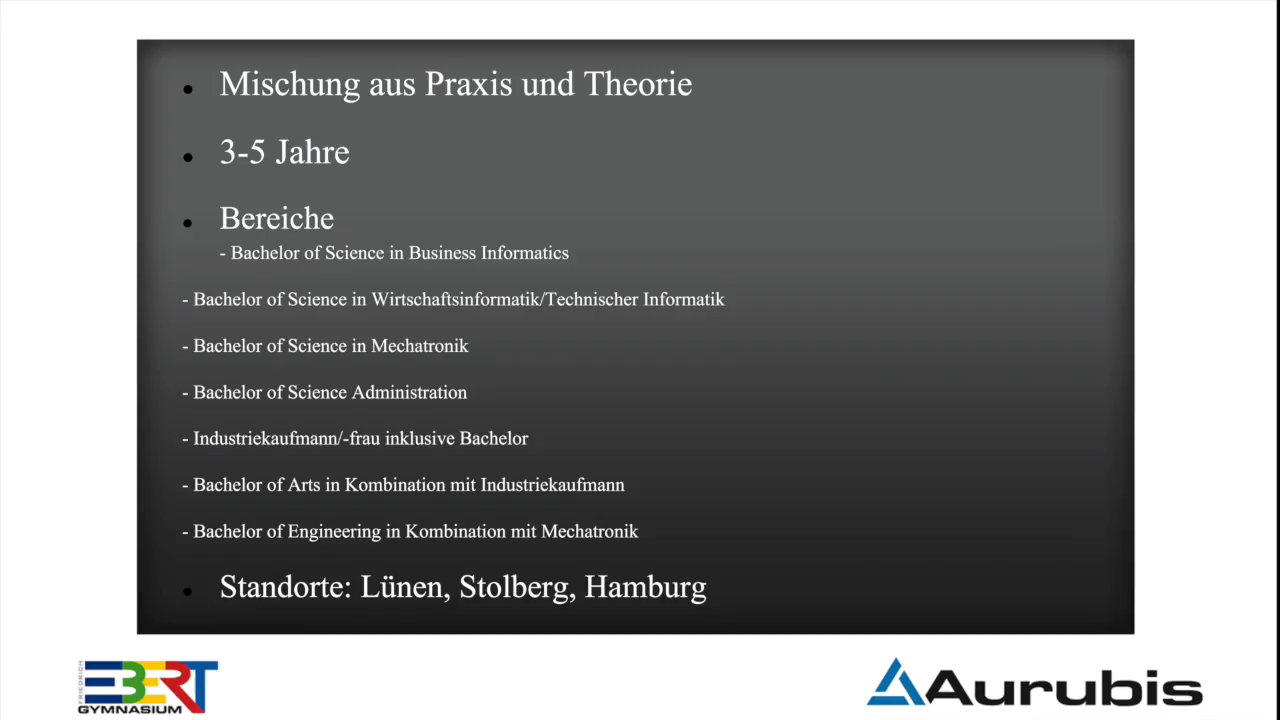 • Mischung aus Praxis und Theorie
• 3-5 Jahre
• Bereiche
- Bachelor of Science in Business Informatics
- Bachelor of Science in Wirtschaftsinformatik/Technischer Informatik
- Bachelor of Science in Mechatronik
- Bachelor of Science Administration
- Industriekaufmann/-frau inklusive Bachelor
- Bachelor of Arts in Kombination mit Industriekaufmann
- Bachelor of Engineering in Kombination mit Mechatronik
• Standorte: Lünen, Stolberg, Hamburg
FRIEDRICH
EBERT
GYMNASIUM
Aurubis